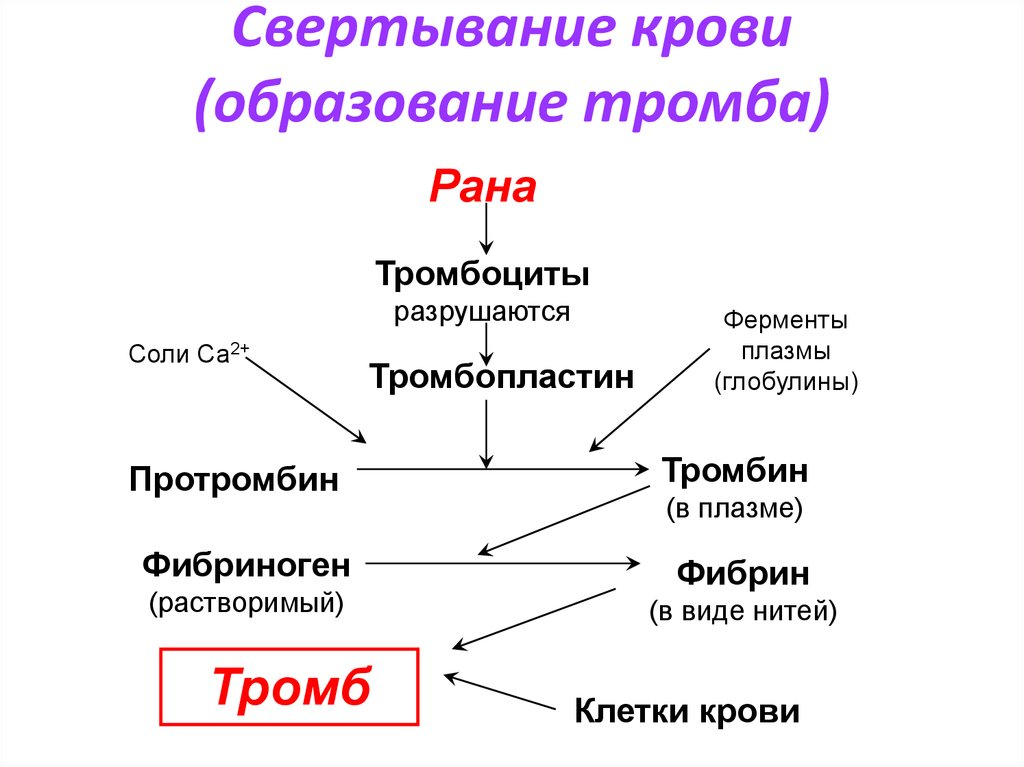 Свертывание крови
(образование тромба)
Рана
Тромбоциты
разрушаются
Ферменты
плазмы
(глобулины)
Соли Ca2+
Тромбопластин
Протромбин
Тромбин
(в плазме)
Фибриноген
(растворимый)
Фибрин
(в виде нитей)
Тромб
Клетки крови